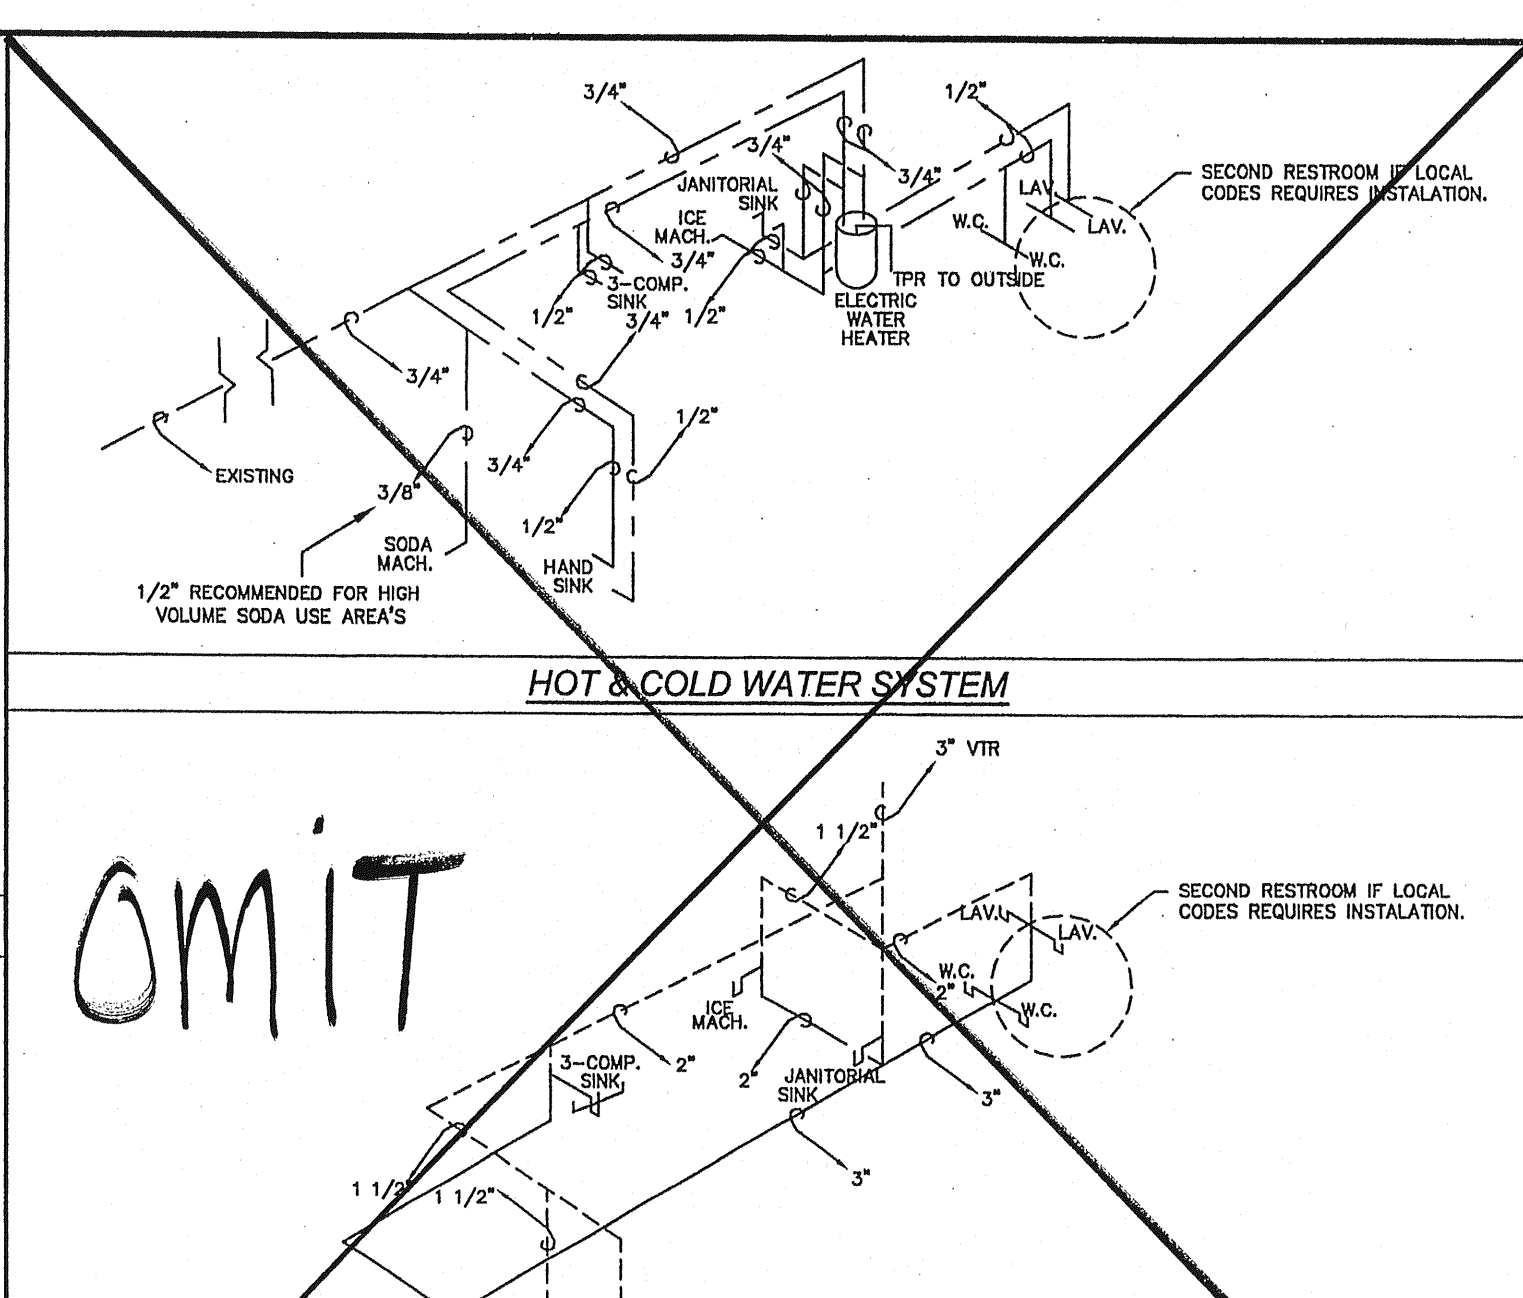 3/4"
1/2"
3/4"
3/4"
SECOND RESTROOM IF LOCAL
CODES REQUIRES INSTALATION.
JANITORIAL
SINK
LAV.
LAV.
ICE
MACH.
W.C.
W.C.
3/4"
3-COMP.
SINK
TPR TO OUTSIDE
1/2"
3/4"
1/2"
ELECTRIC
WATER
HEATER
3/4"
1/2"
3/4"
EXISTING
3/8"
1/2"
SODA
MACH.
HAND
SINK
1/2" RECOMMENDED FOR HIGH
VOLUME SODA USE AREA'S
HOT & COLD WATER SYSTEM
3" VTR
1 1/2"
OMIT
SECOND RESTROOM IF LOCAL
CODES REQUIRES INSTALATION.
LAV.
LAV.
W.C.
2"
W.C.
ICE
MACH.
3-COMP.
SINK
2"
2"
JANITORIAL
SINK
3"
3"
1 1/2"
1 1/2"